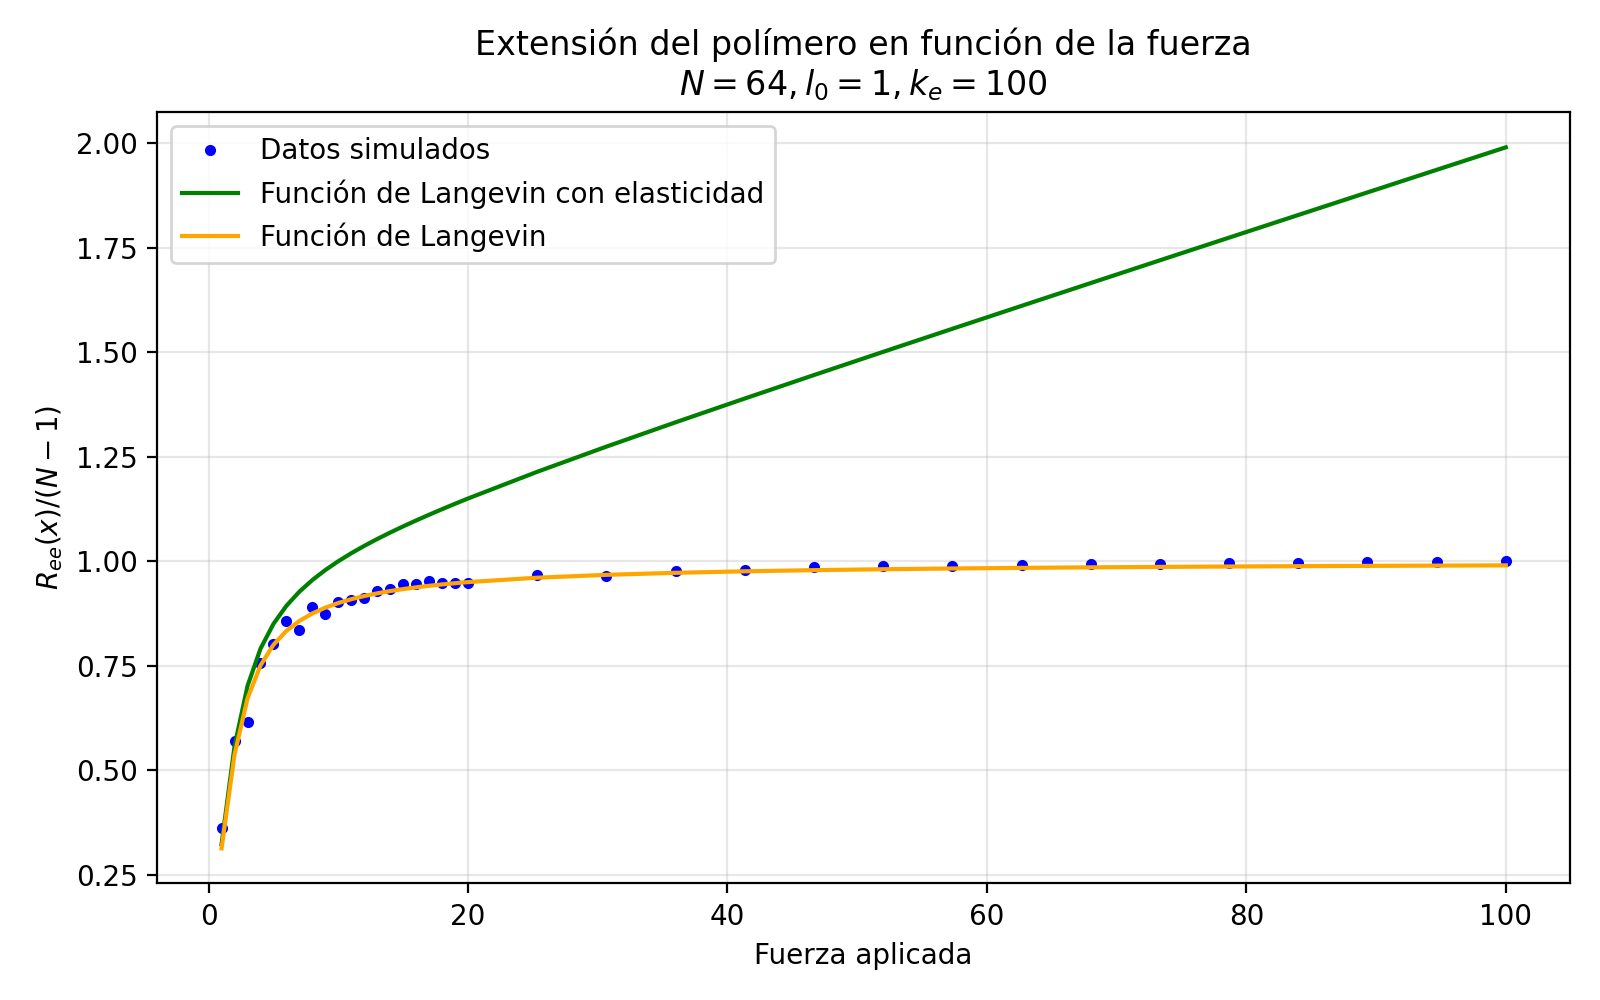 Extensión del polímero en función de la fuerza
N = 64, l₀ = 1, kₑ = 100
Datos simulados
Función de Langevin con elasticidad
Función de Langevin
2.00
1.75
1.50
1.25
1.00
0.75
0.50
0.25
Rₑₑ(x)/(N − 1)
0 20 40 60 80 100
Fuerza aplicada